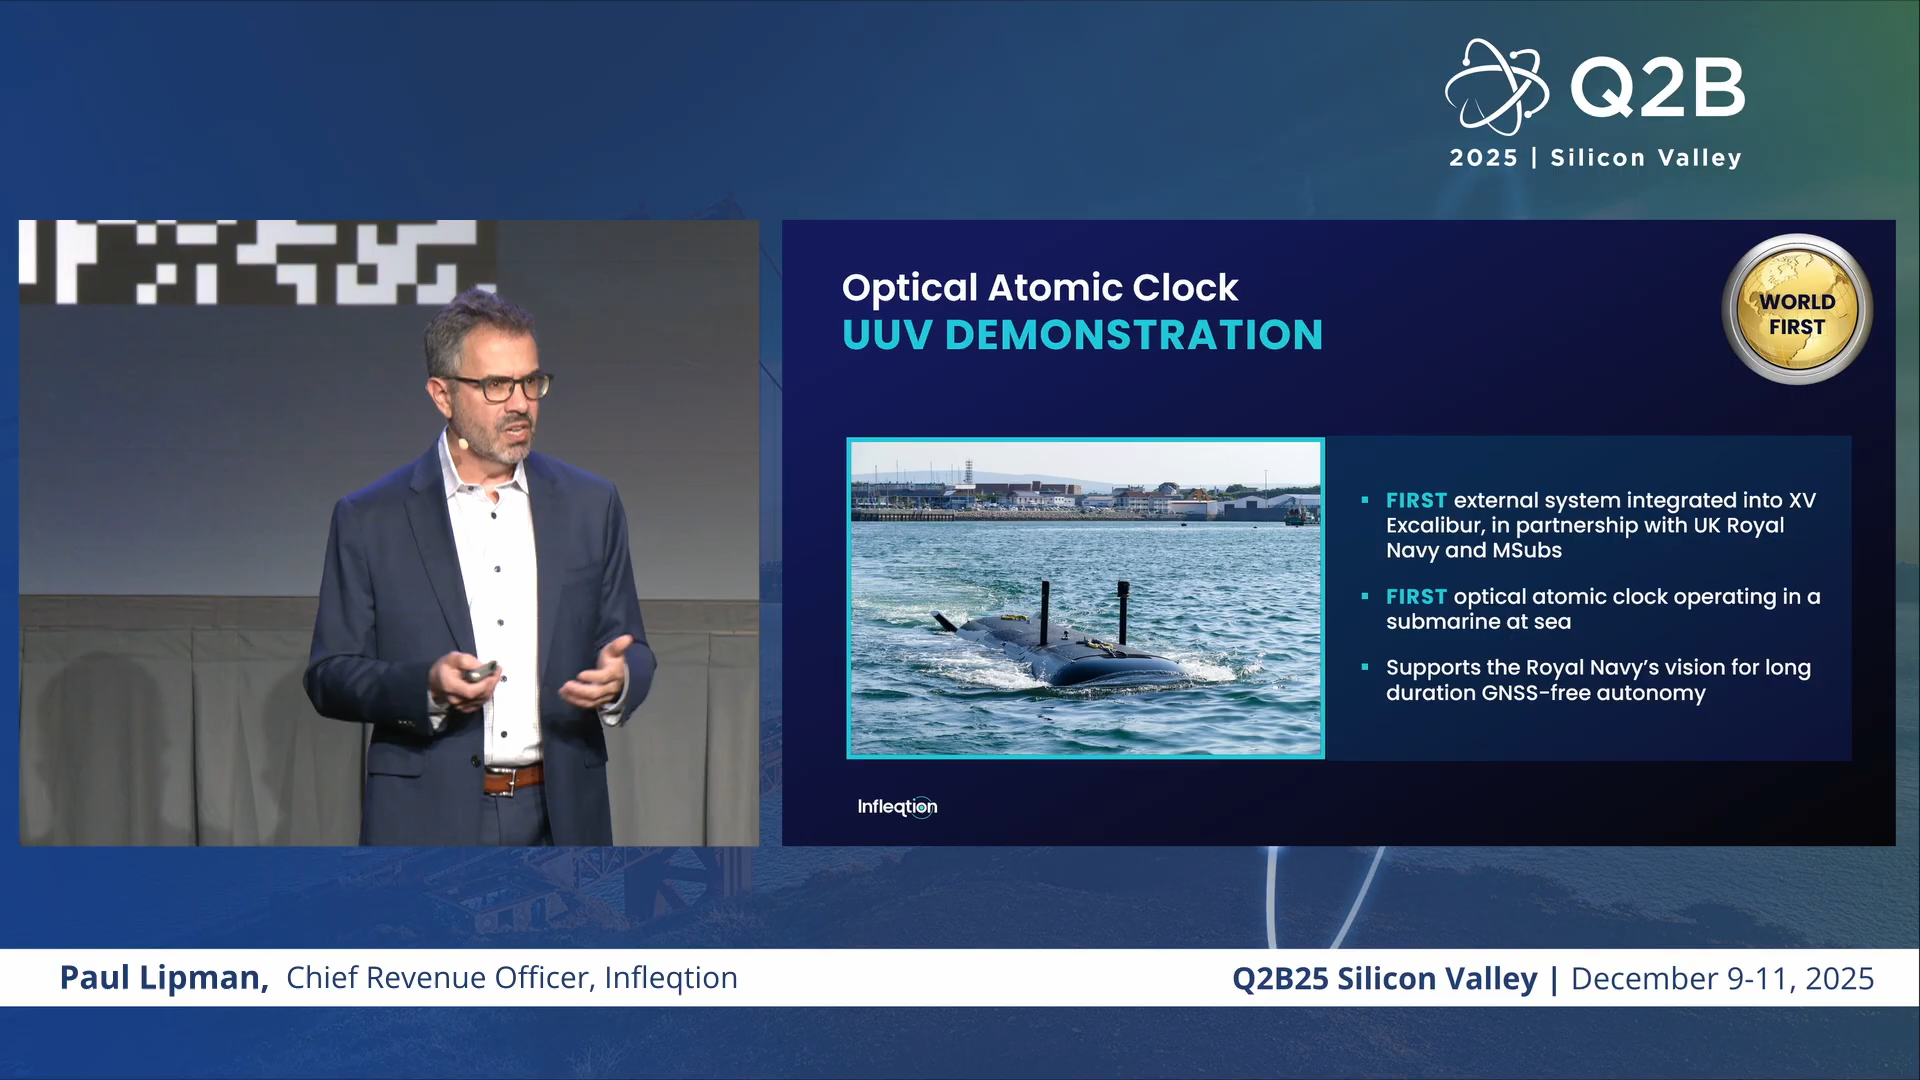 Q2B
2025 | Silicon Valley
Optical Atomic Clock
UUV DEMONSTRATION
WORLD
FIRST
▪ FIRST external system integrated into XV
Excalibur, in partnership with UK Royal
Navy and MSubs
▪ FIRST optical atomic clock operating in a
submarine at sea
▪ Supports the Royal Navy’s vision for long
duration GNSS-free autonomy
Infleqtion
Paul Lipman, Chief Revenue Officer, Infleqtion
Q2B25 Silicon Valley | December 9-11, 2025